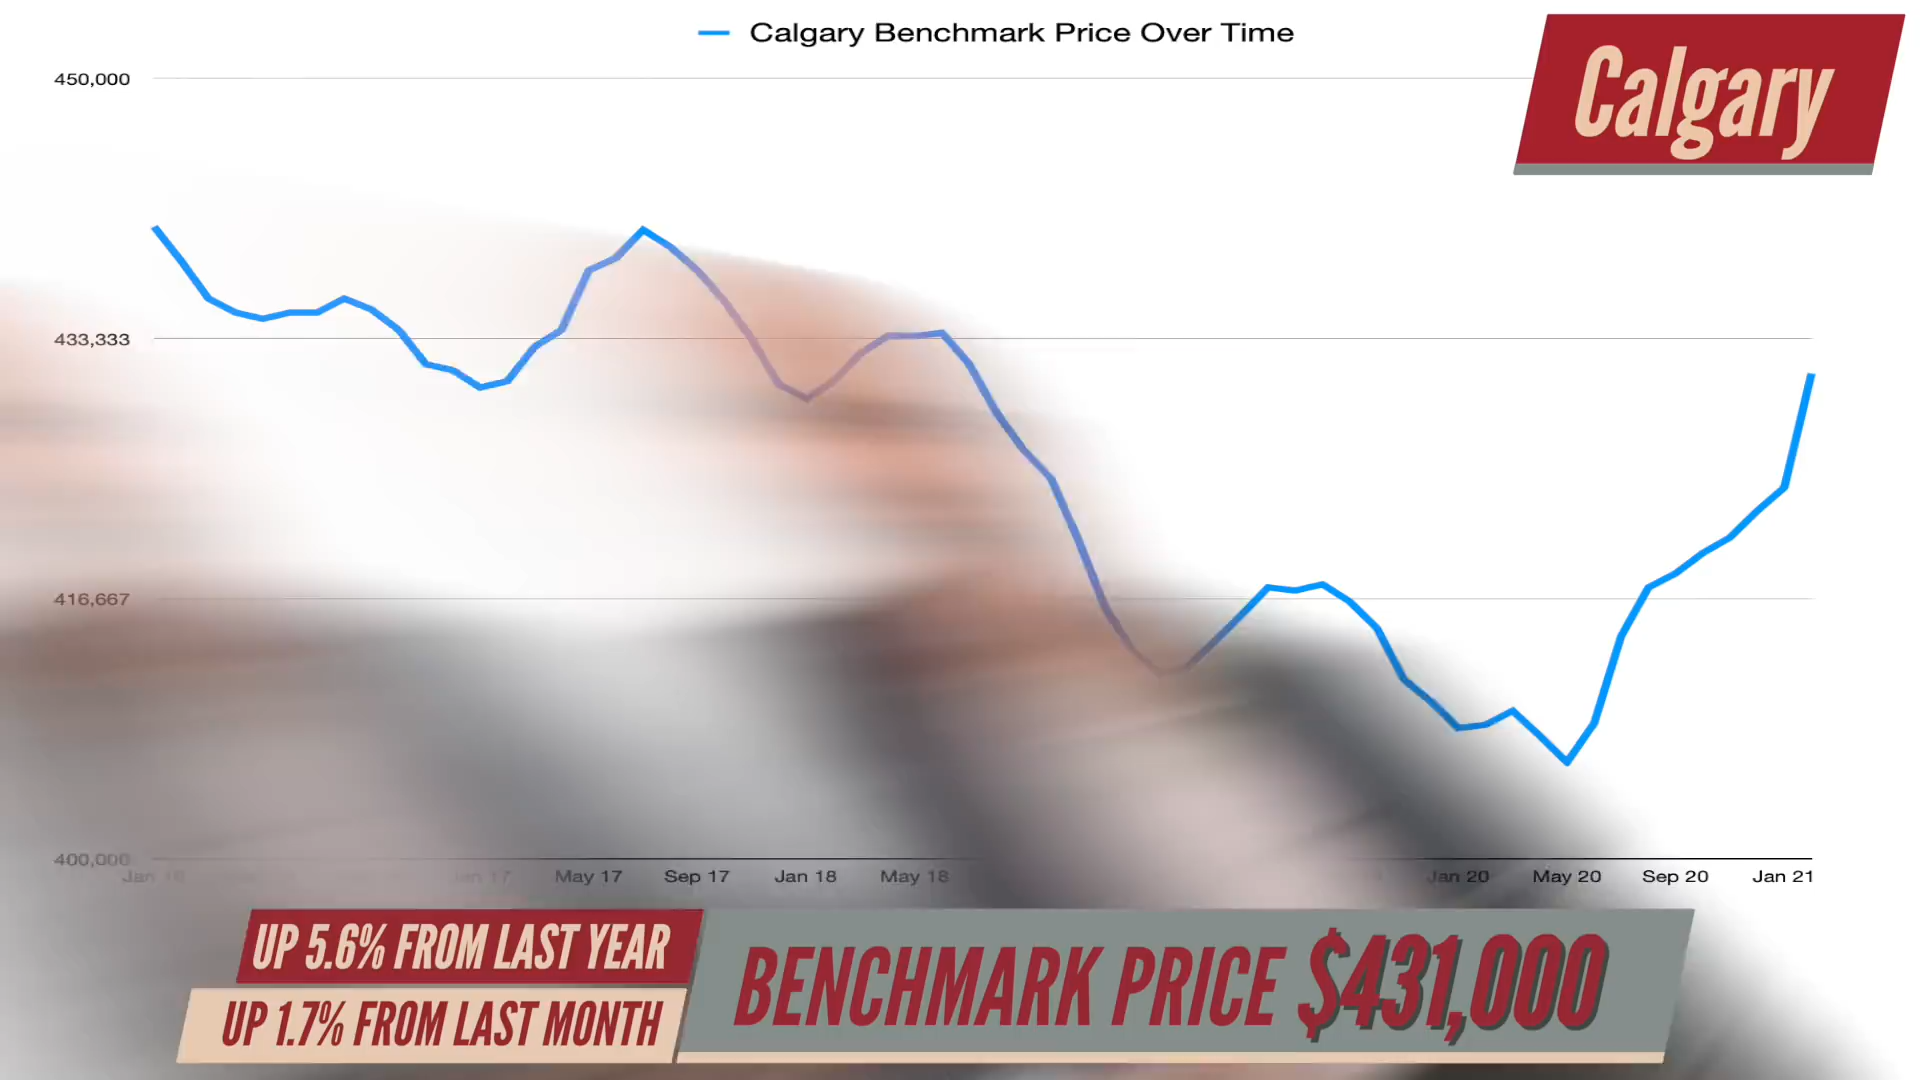 Calgary Benchmark Price Over Time
Calgary
450,000
433,333
416,667
400,000
Jan 17 May 17 Sep 17 Jan 18 May 18 Jan 20 May 20 Sep 20 Jan 21
UP 5.6% FROM LAST YEAR
UP 1.7% FROM LAST MONTH
BENCHMARK PRICE $431,000